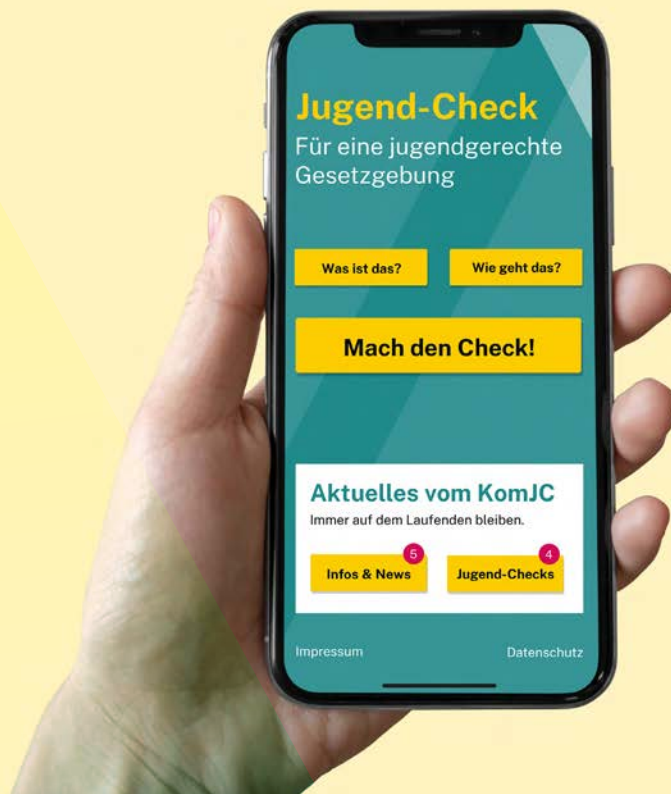 Jugend-Check
Für eine jugendgerechte
Gesetzgebung
Was ist das? Wie geht das?
Mach den Check!
Aktuelles vom KomJC
Immer auf dem Laufenden bleiben.
5 4
Infos & News Jugend-Checks
Impressum Datenschutz